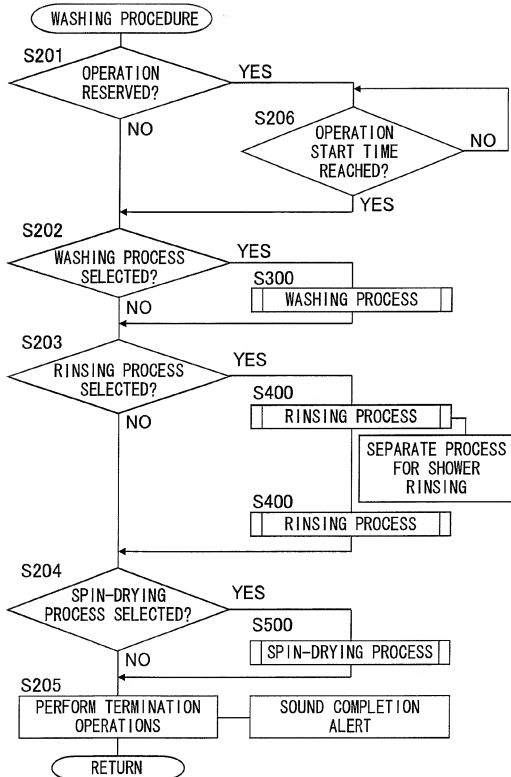 WASHING PROCEDURE
S201
OPERATION
RESERVED?
YES
NO
S206
OPERATION
START TIME
REACHED?
NO
YES
S202
WASHING PROCESS
SELECTED?
YES
NO
S300
WASHING PROCESS
S203
RINSING PROCESS
SELECTED?
YES
NO
S400
RINSING PROCESS
SEPARATE PROCESS
FOR SHOWER
RINSING
S400
RINSING PROCESS
S204
SPIN-DRYING
PROCESS SELECTED?
YES
NO
S500
SPIN-DRYING PROCESS
S205
PERFORM TERMINATION
OPERATIONS
SOUND COMPLETION
ALERT
RETURN